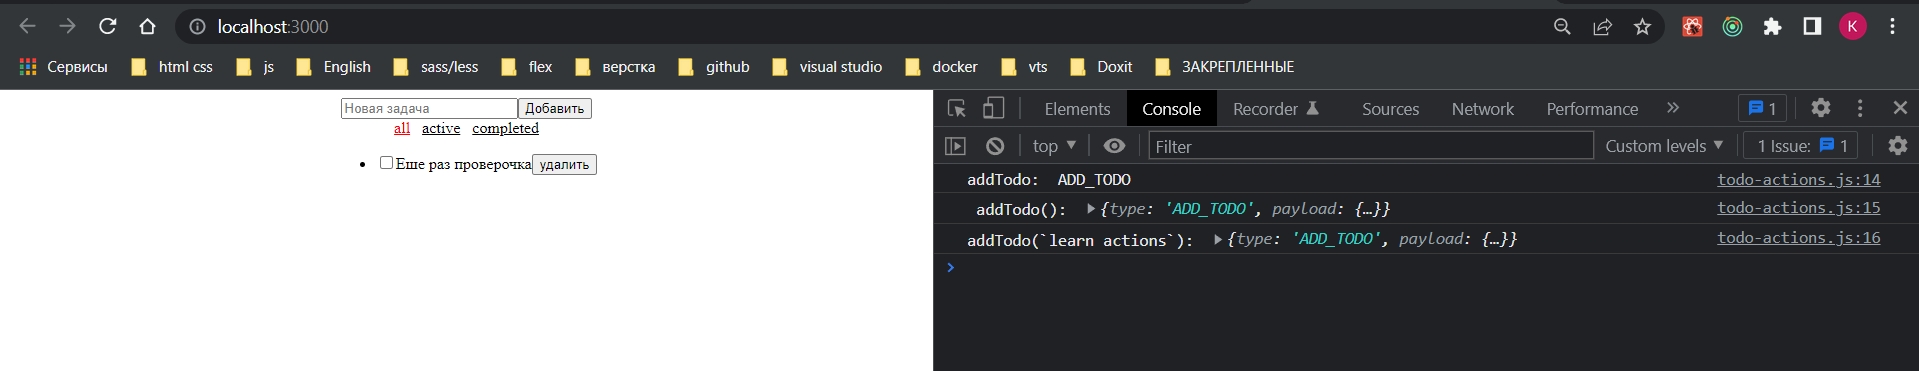 localhost:3000
K
Сервисы html css js English sass/less flex верстка github visual studio docker vts Doxit ЗАКРЕПЛЕННЫЕ
Новая задача Добавить
all active completed
Еше раз проверочка удалить
Elements Console Recorder Sources Network Performance » 1
top Filter Custom levels 1 Issue: 1
addTodo: ADD_TODO todo-actions.js:14
addTodo(): {type: 'ADD_TODO', payload: {…}} todo-actions.js:15
addTodo(`learn actions`): {type: 'ADD_TODO', payload: {…}} todo-actions.js:16